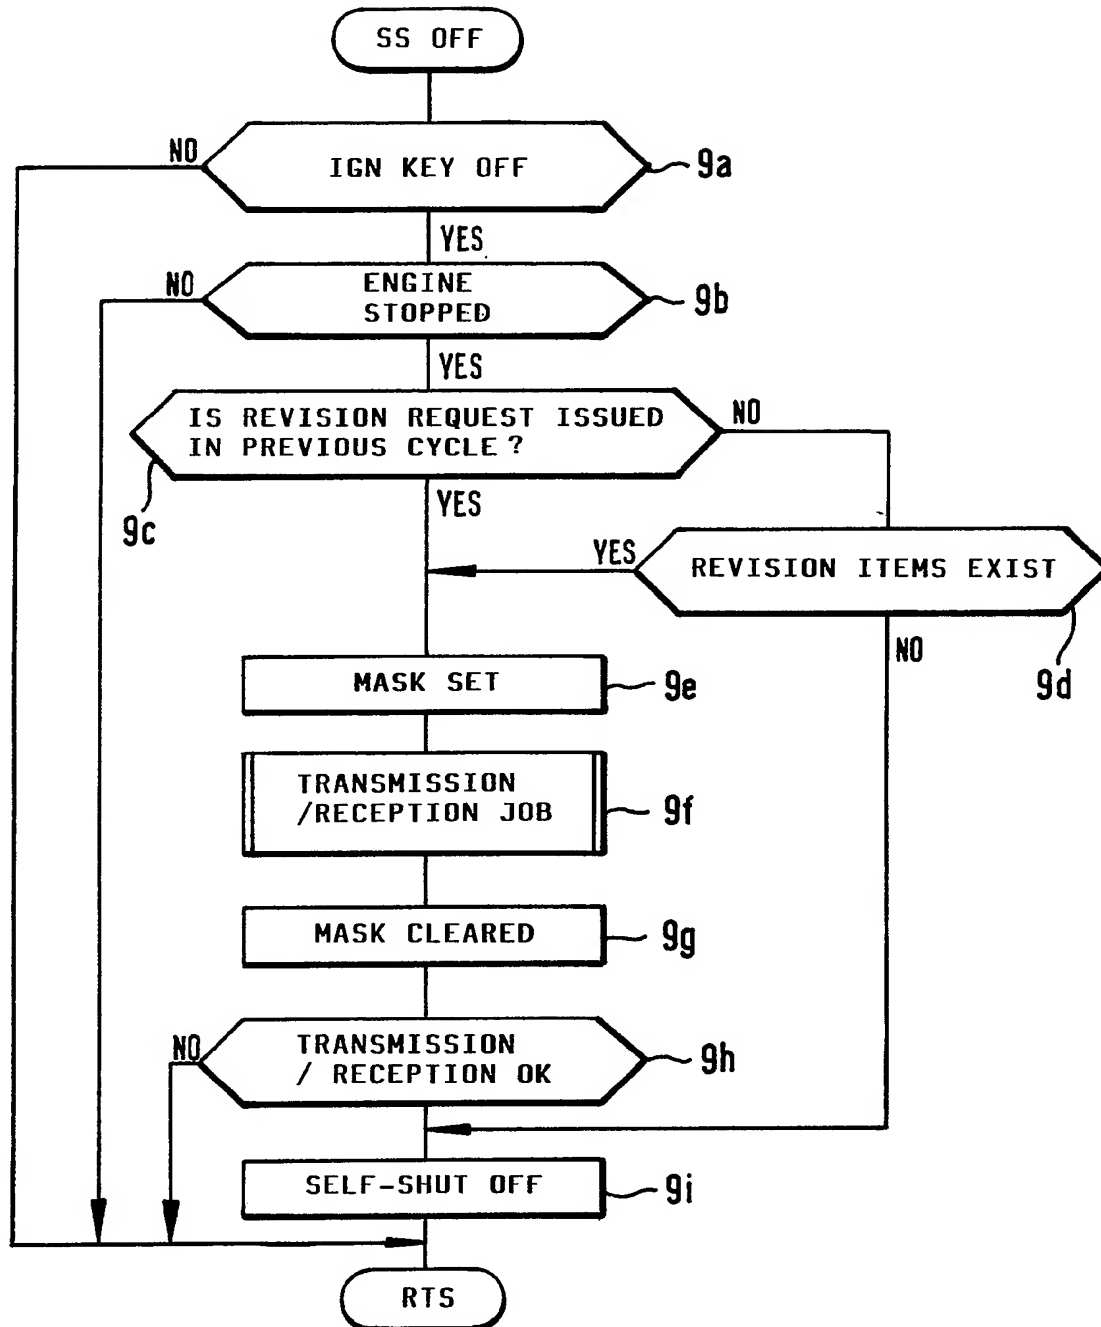 SS OFF
NO
IGN KEY OFF
9a
YES
NO
ENGINE
STOPPED
9b
YES
IS REVISION REQUEST ISSUED
IN PREVIOUS CYCLE ?
NO
9c
YES
YES
REVISION ITEMS EXIST
NO
9d
MASK SET
9e
TRANSMISSION
/RECEPTION JOB
9f
MASK CLEARED
9g
NO
TRANSMISSION
/ RECEPTION OK
9h
SELF-SHUT OFF
9i
RTS